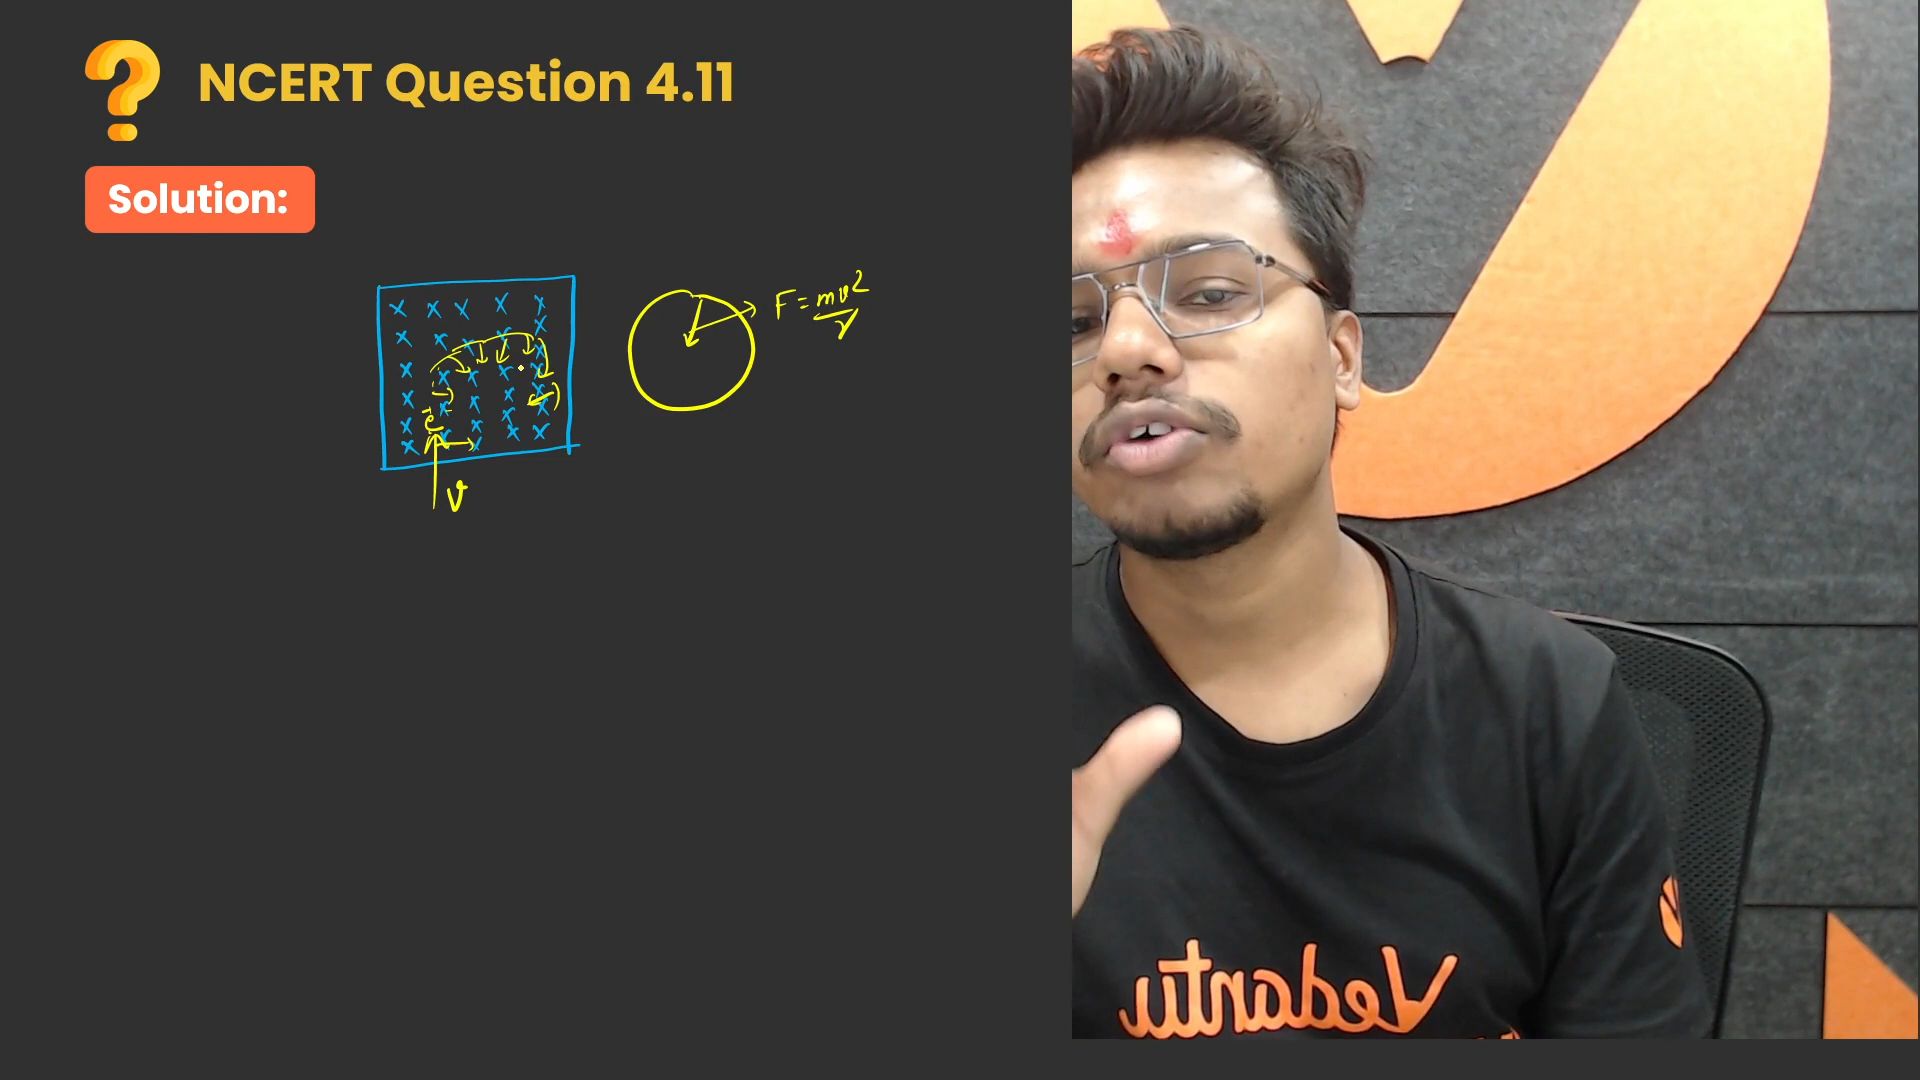 NCERT Question 4.11
Solution:
F = mv²/r
e⁻
v
Vedantu